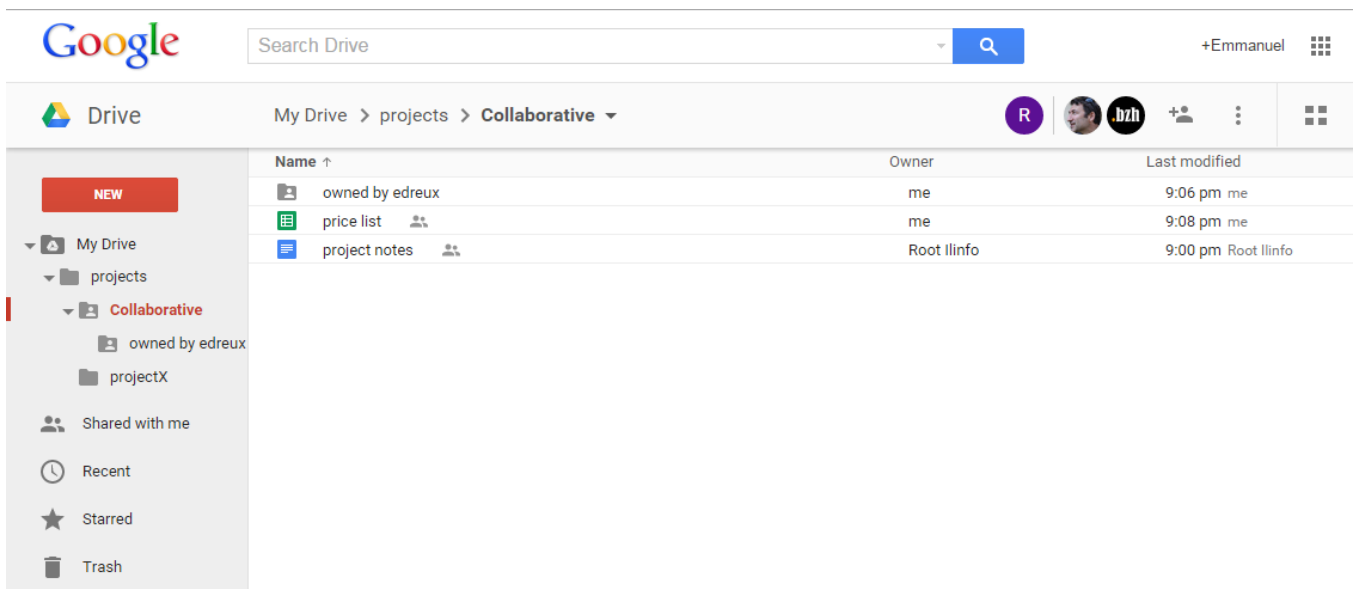 Google Search Drive +Emmanuel
Drive My Drive > projects > Collaborative R .bzh
Name ↑ Owner Last modified
NEW
owned by edreux me 9:06 pm me
price list me 9:08 pm me
project notes Root Ilinfo 9:00 pm Root Ilinfo
My Drive
projects
Collaborative
owned by edreux
projectX
Shared with me
Recent
Starred
Trash